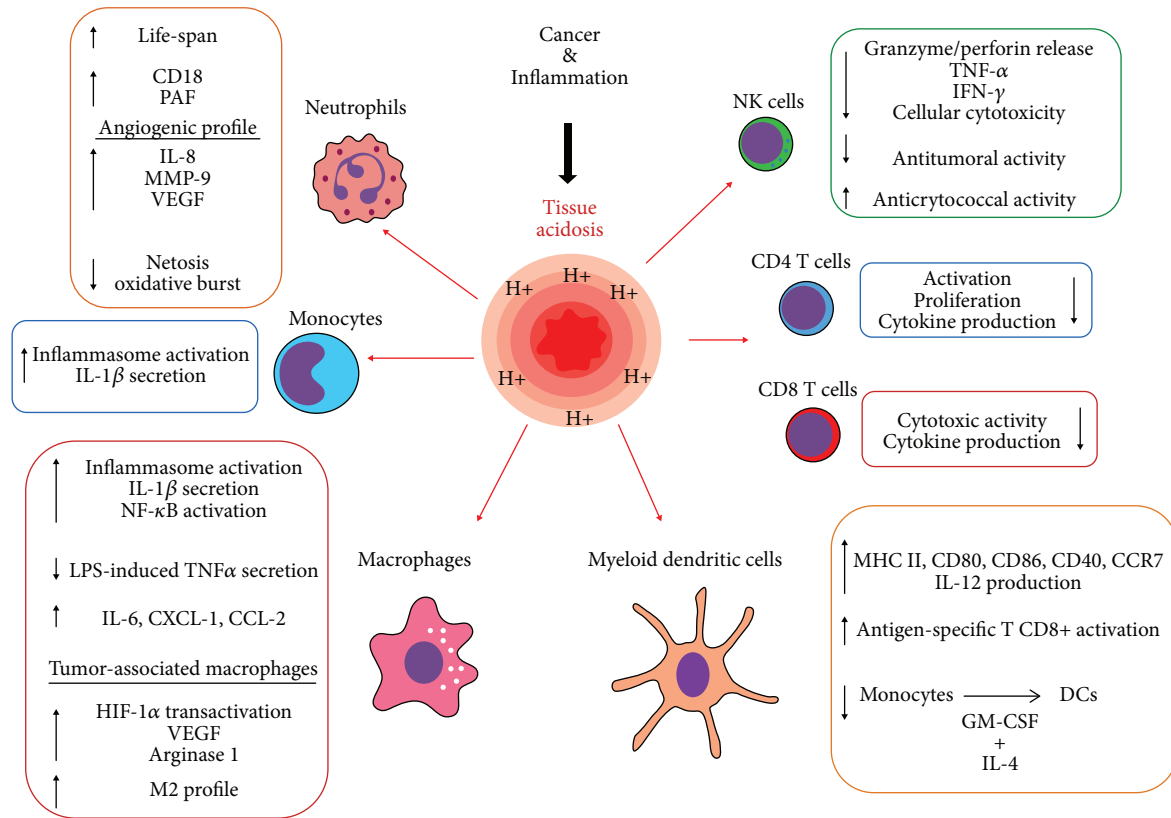 Cancer
&
Inflammation
Tissue
acidosis
H+
H+
H+
H+
H+
H+
H+
H+
Neutrophils
↑ Life-span
↑ CD18
PAF
Angiogenic profile
↑ IL-8
MMP-9
VEGF
↓ Netosis
oxidative burst
Monocytes
↑ Inflammasome activation
IL-1β secretion
Macrophages
↑ Inflammasome activation
IL-1β secretion
NF-κB activation
↓ LPS-induced TNFα secretion
↑ IL-6, CXCL-1, CCL-2
Tumor-associated macrophages
↑ HIF-1α transactivation
VEGF
Arginase 1
↑ M2 profile
NK cells
↓ Granzyme/perforin release
TNF-α
IFN-γ
Cellular cytotoxicity
↓ Antitumoral activity
↑ Anticrytococcal activity
CD4 T cells
Activation
Proliferation
Cytokine production ↓
CD8 T cells
Cytotoxic activity
Cytokine production ↓
Myeloid dendritic cells
↑ MHC II, CD80, CD86, CD40, CCR7
IL-12 production
↑ Antigen-specific T CD8+ activation
↓ Monocytes → DCs
GM-CSF
+
IL-4